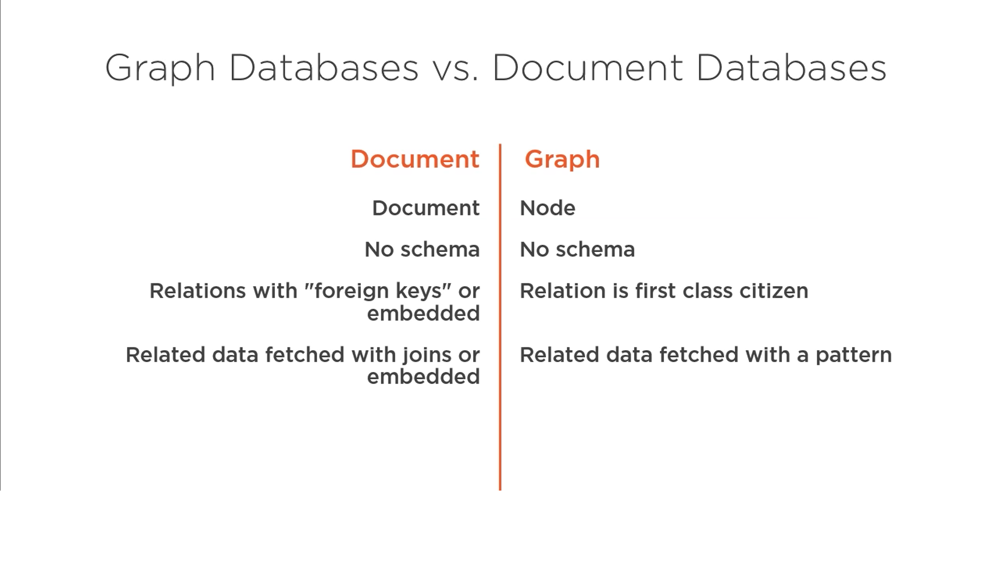 Graph Databases vs. Document Databases
Document
Graph
Document
Node
No schema
No schema
Relations with "foreign keys" or
embedded
Relation is first class citizen
Related data fetched with joins or
embedded
Related data fetched with a pattern